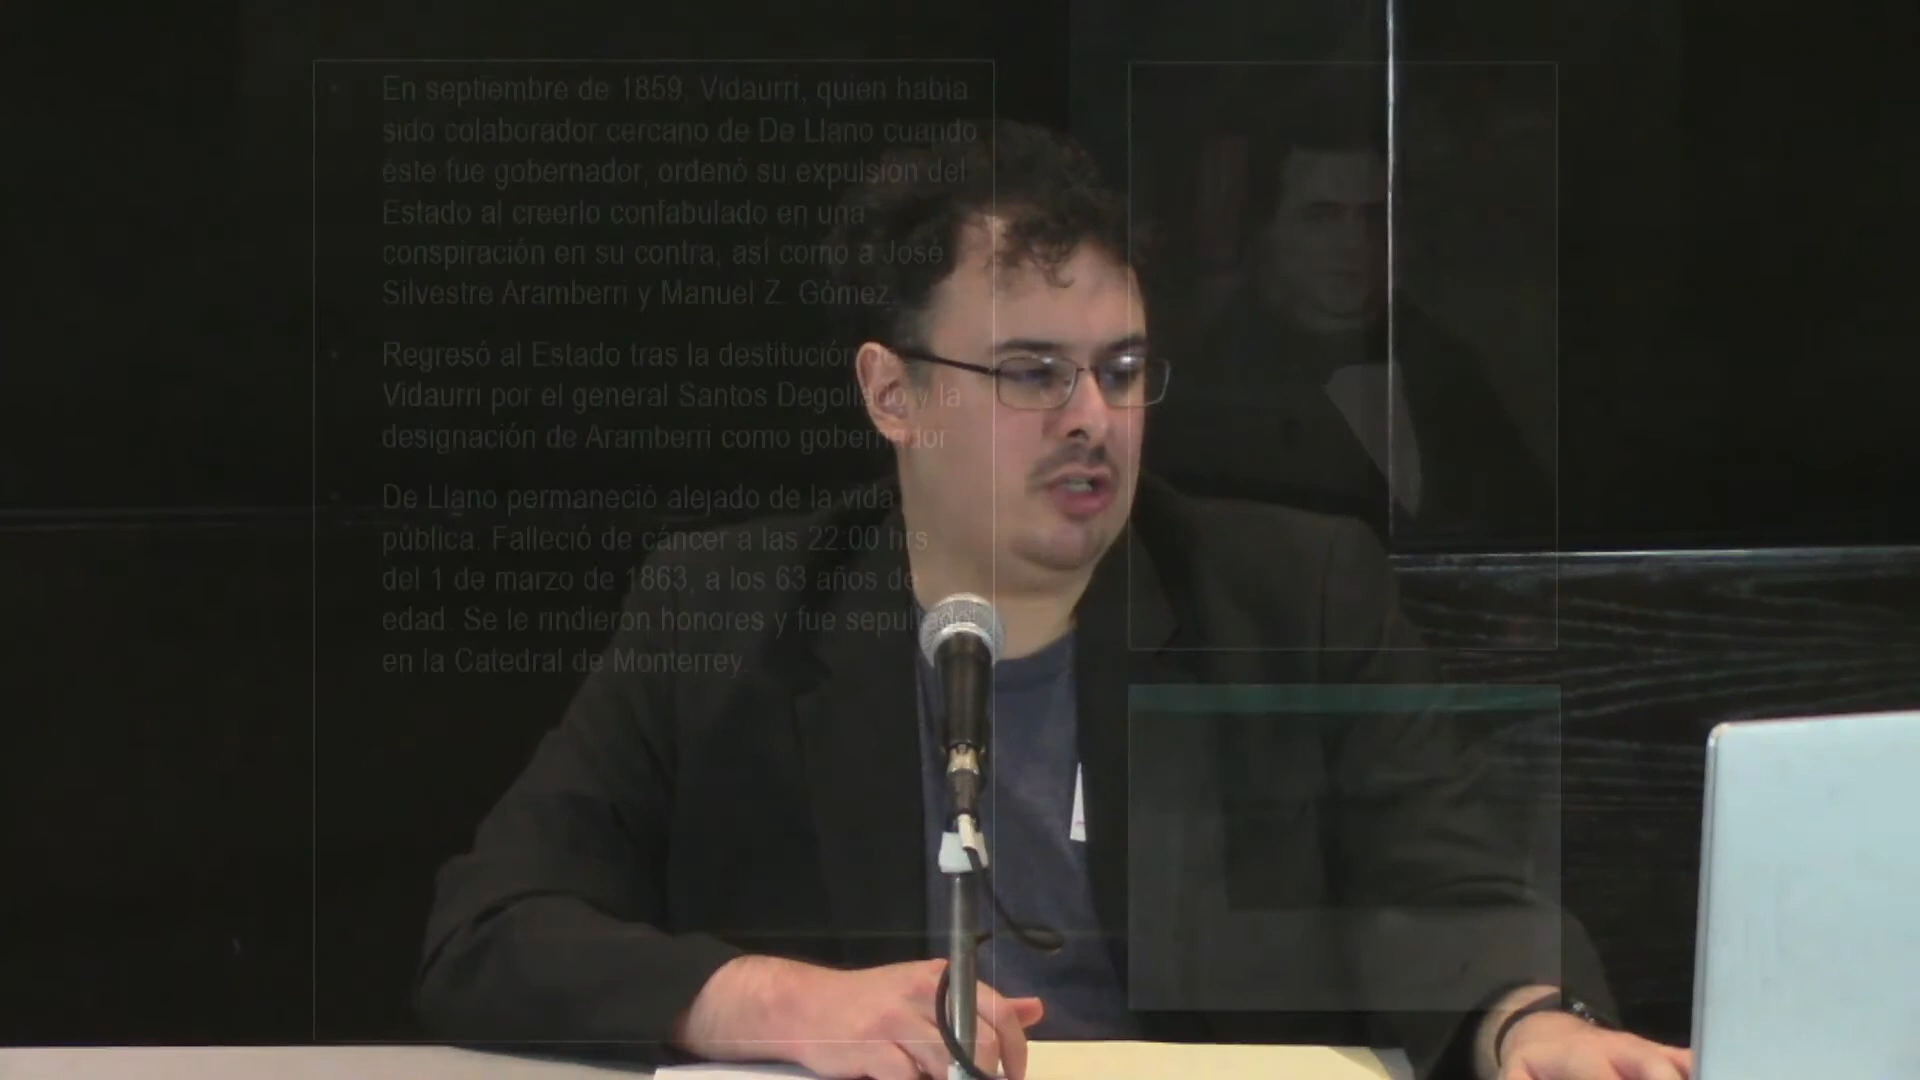 En septiembre de 1859, Vidaurri, quien había
sido colaborador cercano de De Llano cuando
éste fue gobernador, ordenó su expulsión del
Estado al creerlo confabulado en una
conspiración en su contra, así como a José
Silvestre Aramberri y Manuel Z. Gómez.
Regresó al Estado tras la destitución
Vidaurri por el general Santos Degollado y la
designación de Aramberri como gobernador
De Llano permaneció alejado de la vida
pública. Falleció de cáncer a las 22:00 hrs
del 1 de marzo de 1863, a los 63 años de
edad. Se le rindieron honores y fue sepultado
en la Catedral de Monterrey.